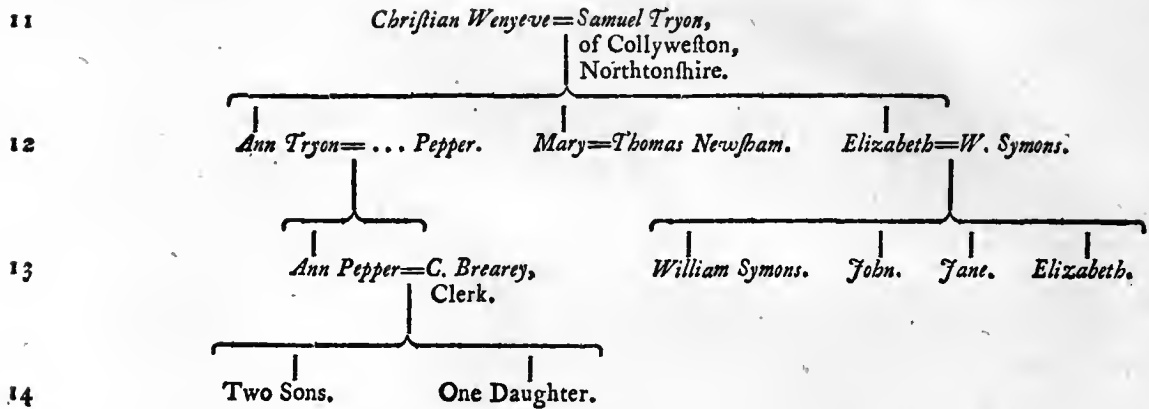 11 Chriſtian Wenyeve=Samuel Tryon,
of Collyweſton,
Northtonſhire.
12 Ann Tryon=... Pepper. Mary=Thomas Newſham. Elizabeth=W. Symons.
13 Ann Pepper=C. Brearey, William Symons. John. Jane. Elizabeth.
Clerk.
14 Two Sons. One Daughter.